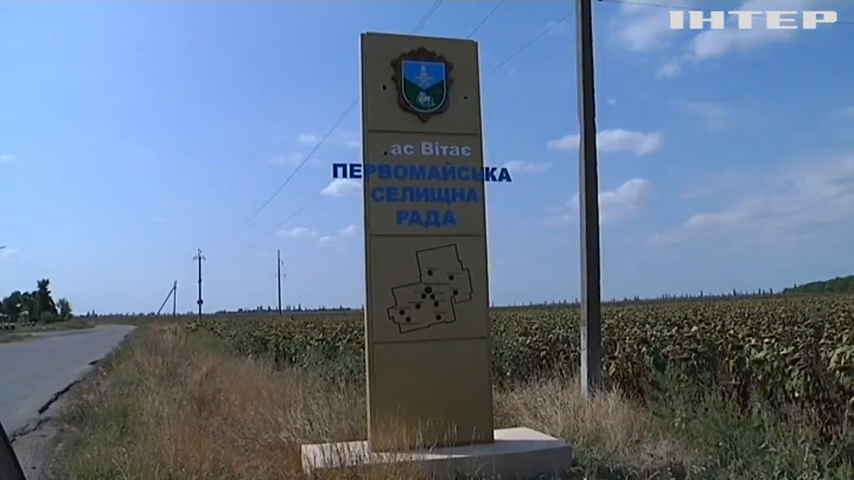 ІНТЕР
ас Вітає
ПЕРВОМАЙСЬКА
СЕЛИЩНА
РАДА